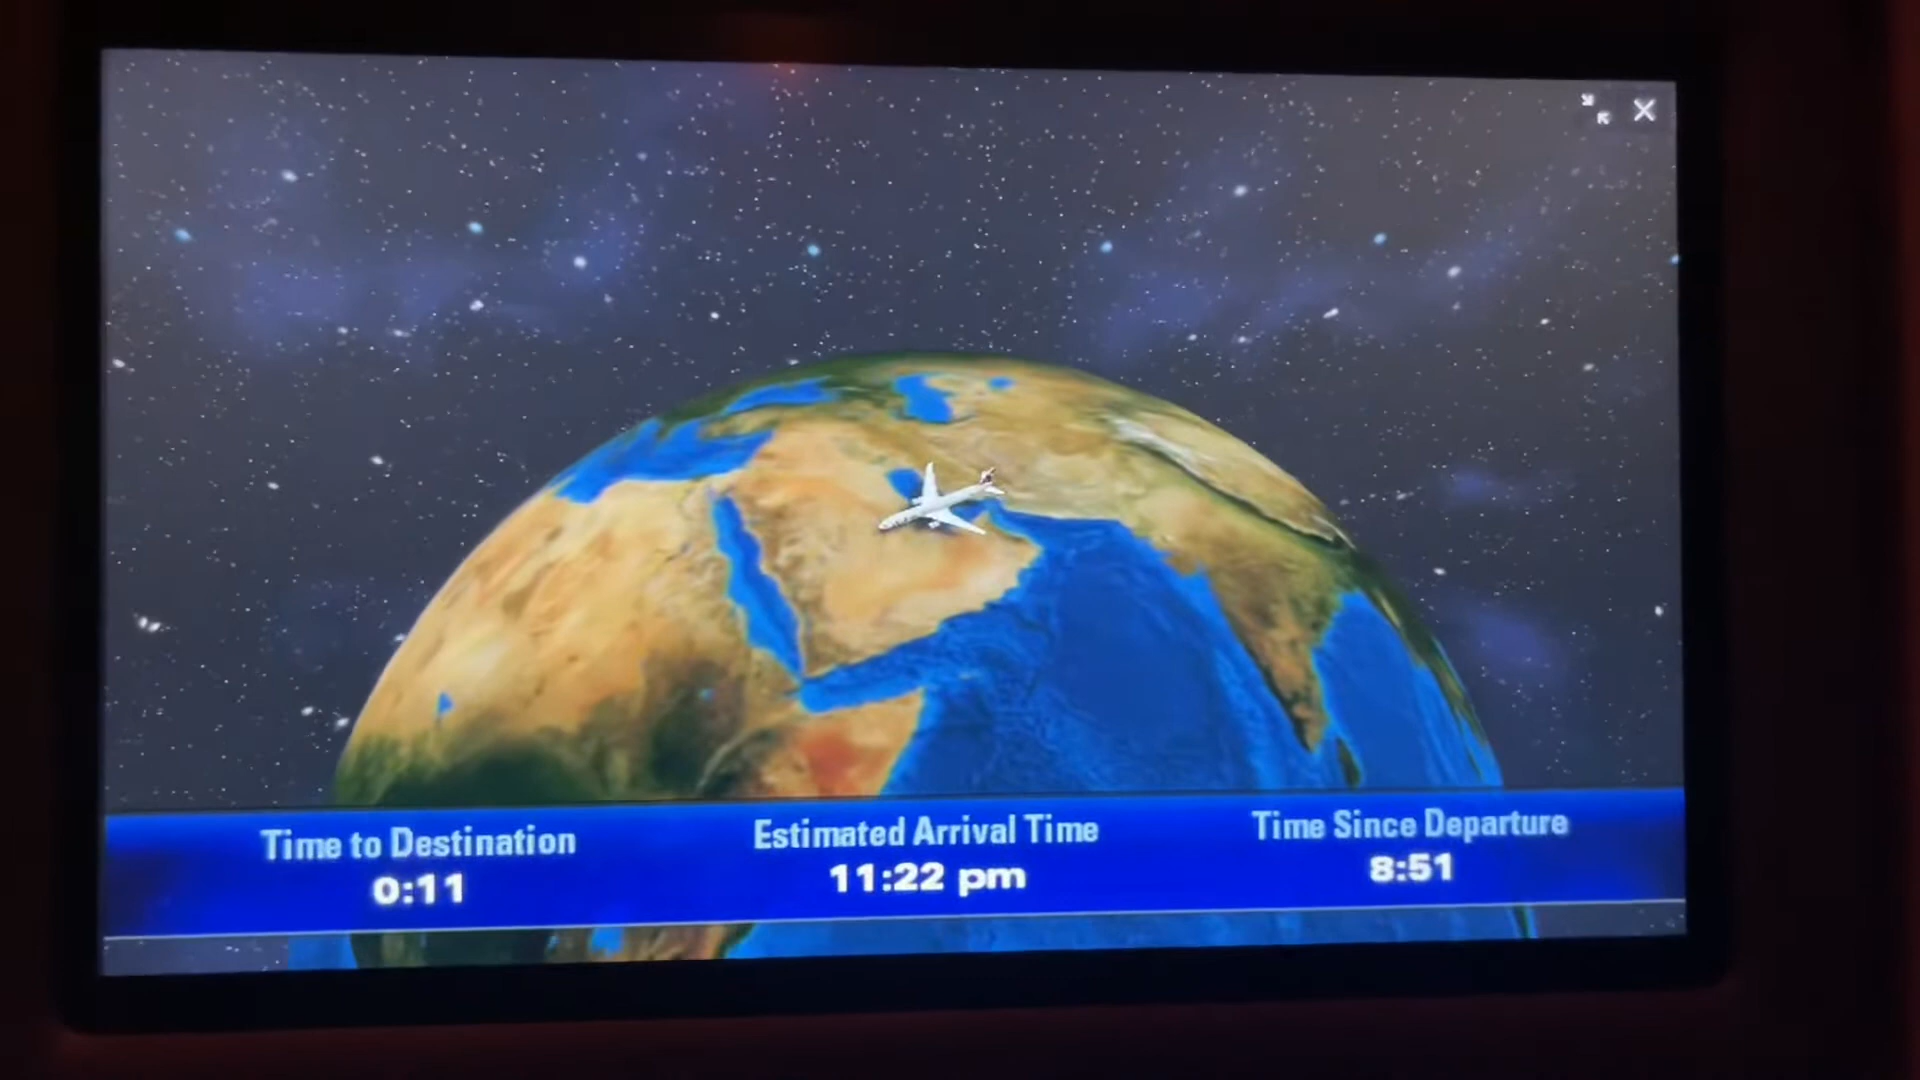 Time to Destination
0:11
Estimated Arrival Time
11:22 pm
Time Since Departure
8:51